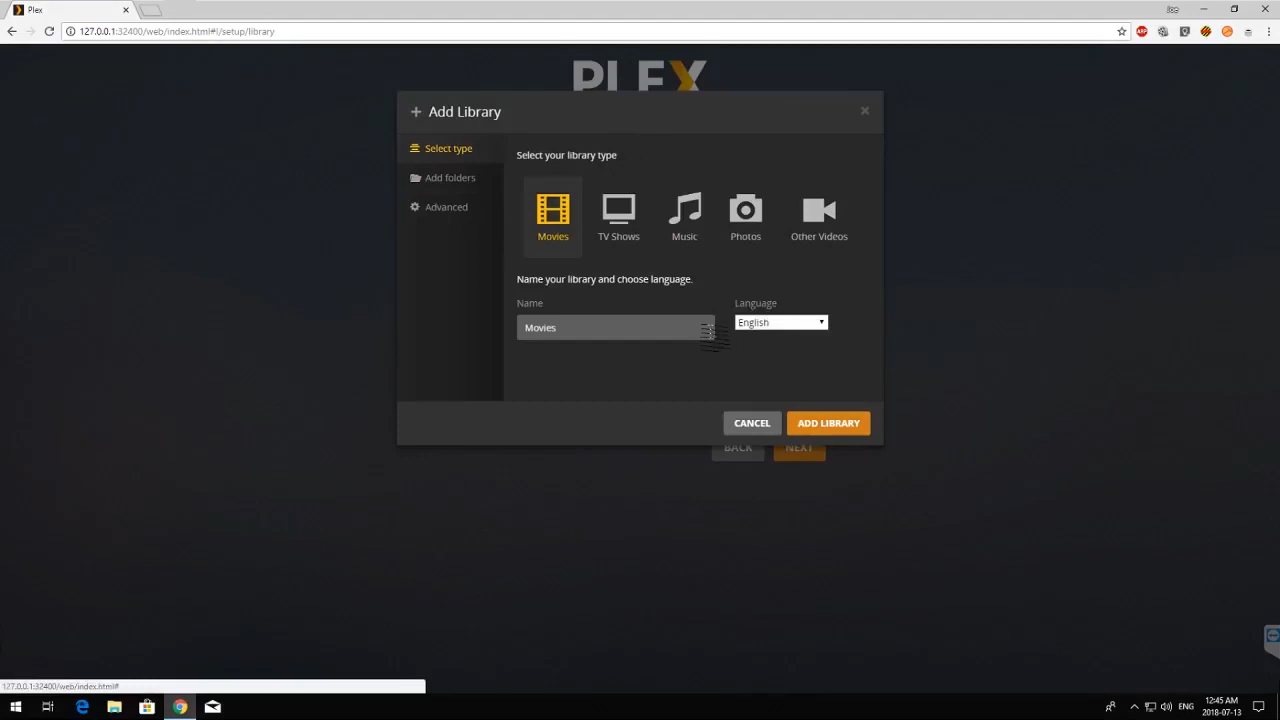 Plex
127.0.0.1:32400/web/index.html#!/setup/library
PLEX
Add Library
Select type
Add folders
Advanced
Select your library type
Movies
TV Shows
Music
Photos
Other Videos
Name your library and choose language.
Name
Language
Movies
English
CANCEL
ADD LIBRARY
BACK
NEXT
127.0.0.1:32400/web/index.html#
ENG
12:45 AM
2018-07-13